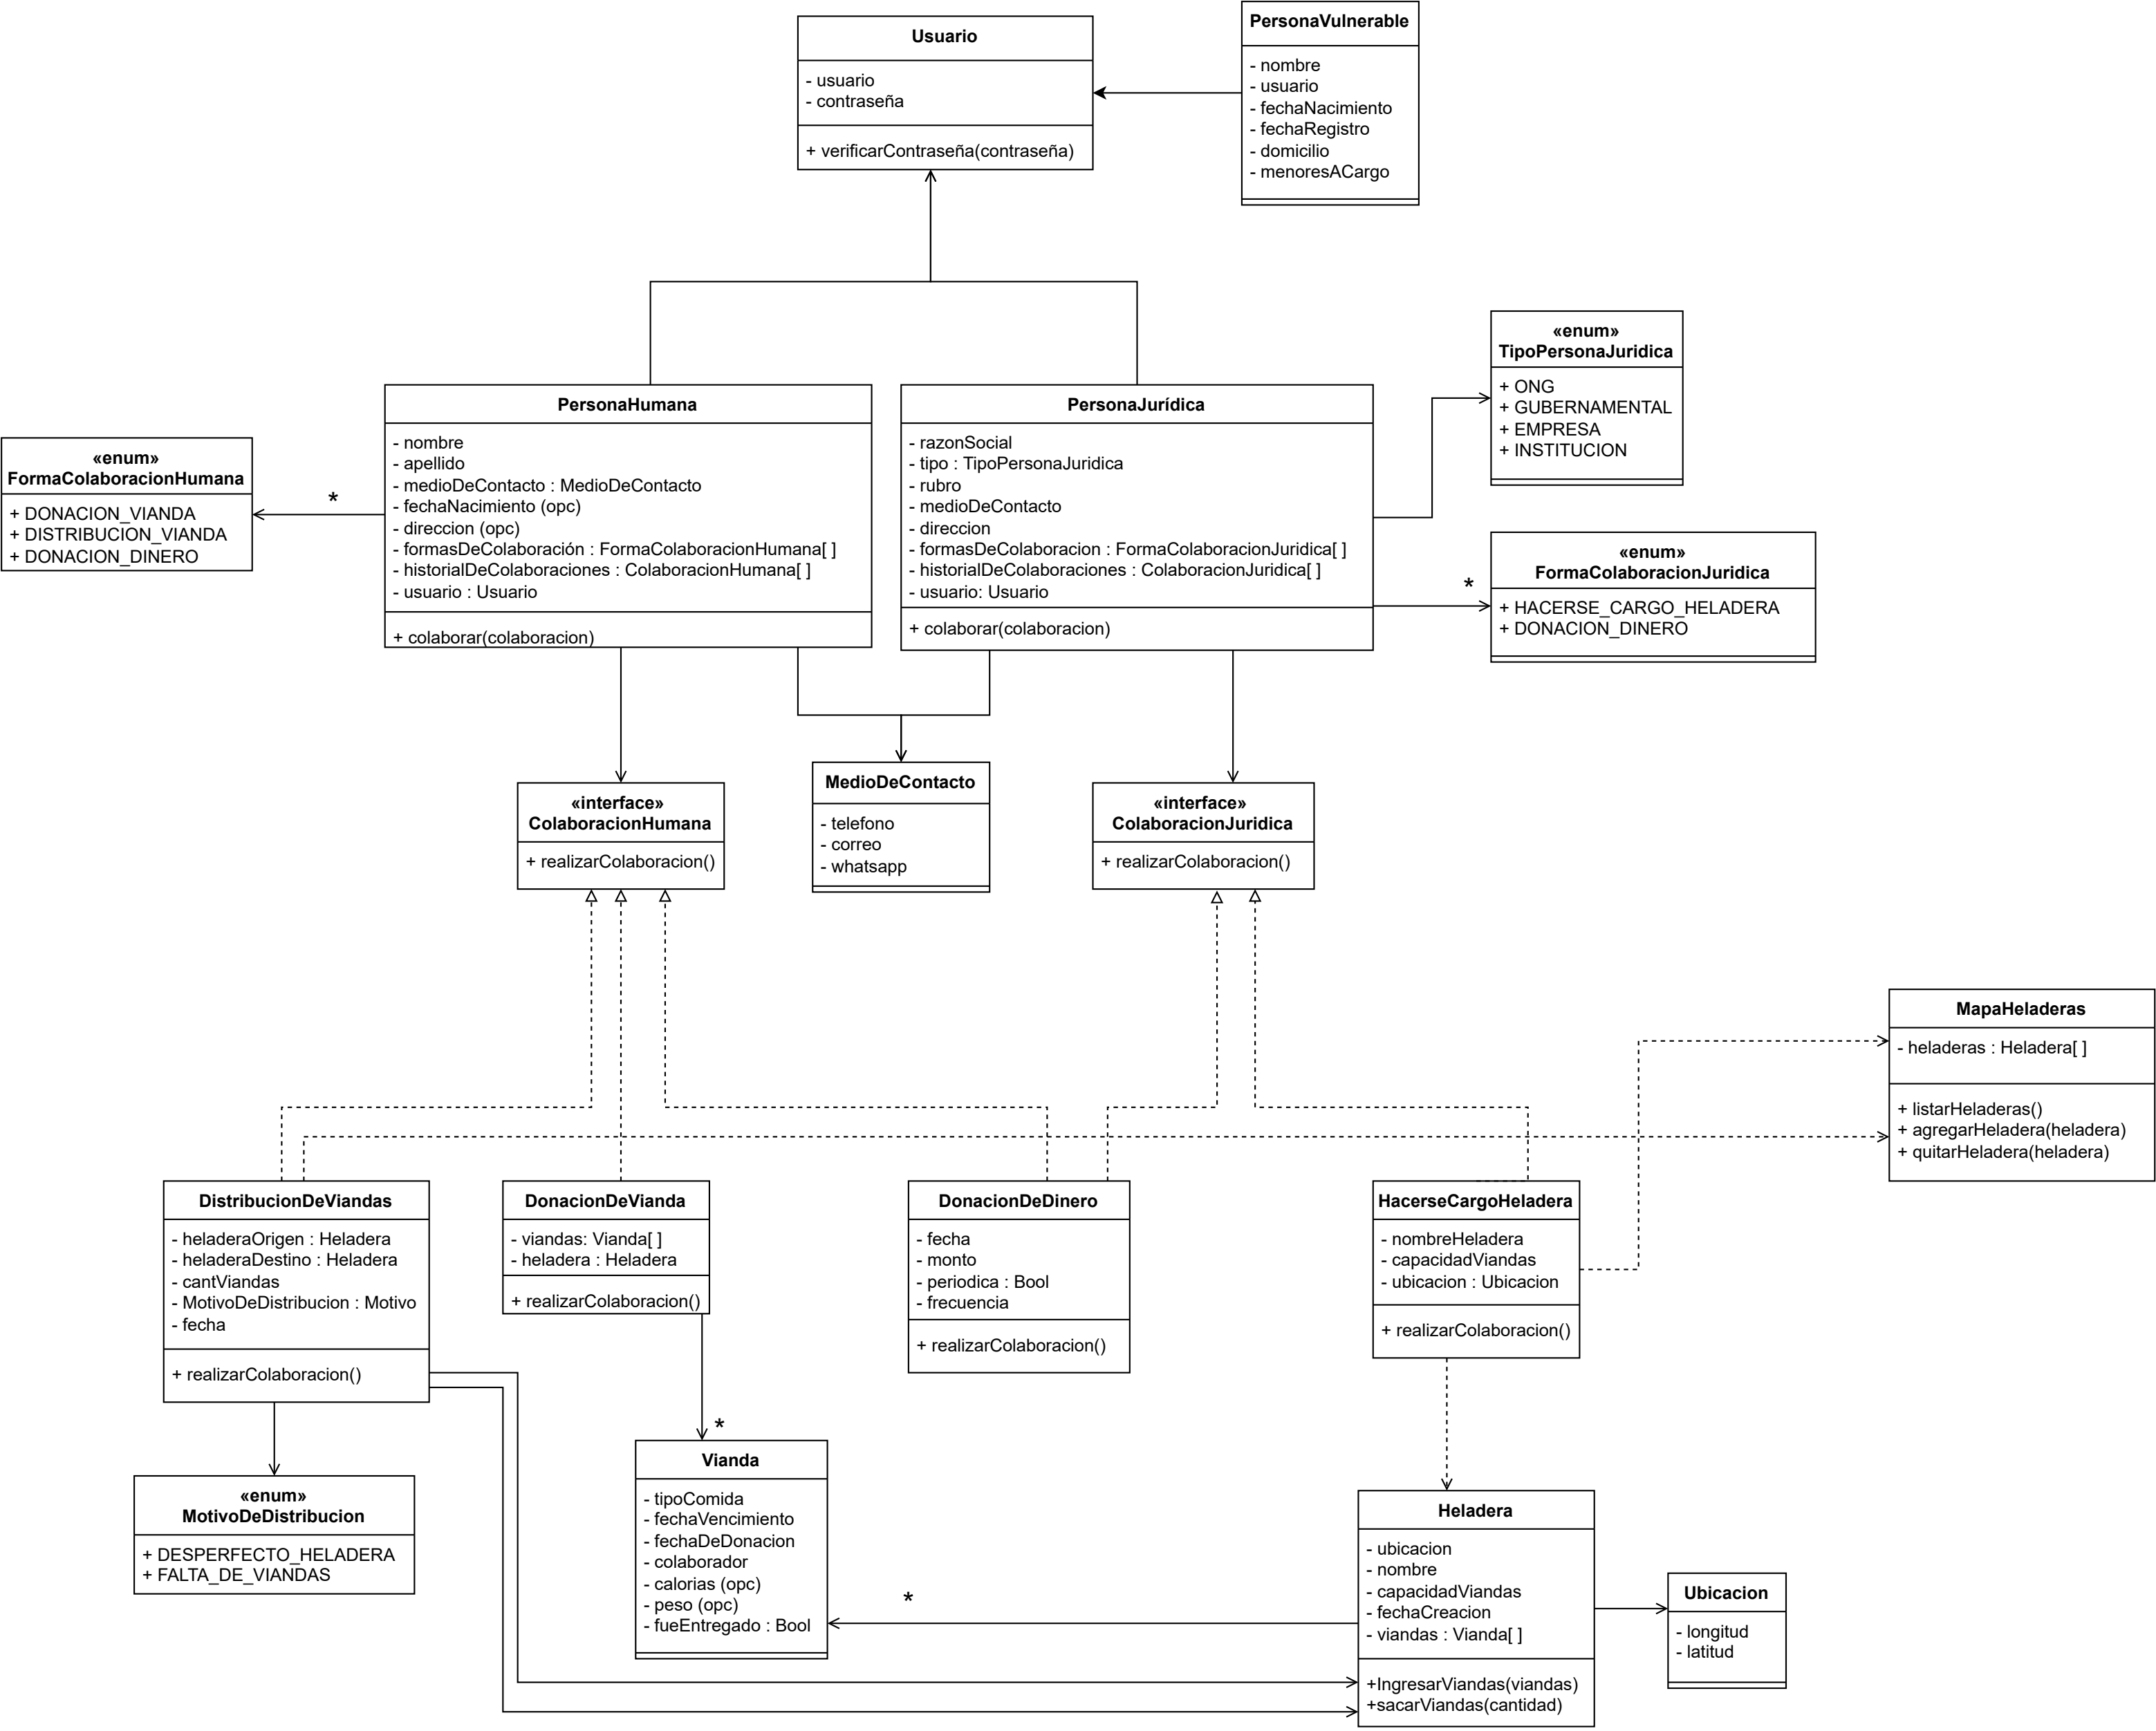 Usuario
- usuario
- contraseña
+ verificarContraseña(contraseña)
PersonaVulnerable
- nombre
- usuario
- fechaNacimiento
- fechaRegistro
- domicilio
- menoresACargo
«enum»
FormaColaboracionHumana
+ DONACION_VIANDA
+ DISTRIBUCION_VIANDA
+ DONACION_DINERO
*
PersonaHumana
- nombre
- apellido
- medioDeContacto : MedioDeContacto
- fechaNacimiento (opc)
- direccion (opc)
- formasDeColaboración : FormaColaboracionHumana[ ]
- historialDeColaboraciones : ColaboracionHumana[ ]
- usuario : Usuario
+ colaborar(colaboracion)
PersonaJurídica
- razonSocial
- tipo : TipoPersonaJuridica
- rubro
- medioDeContacto
- direccion
- formasDeColaboracion : FormaColaboracionJuridica[ ]
- historialDeColaboraciones : ColaboracionJuridica[ ]
- usuario: Usuario
+ colaborar(colaboracion)
«enum»
TipoPersonaJuridica
+ ONG
+ GUBERNAMENTAL
+ EMPRESA
+ INSTITUCION
*
«enum»
FormaColaboracionJuridica
+ HACERSE_CARGO_HELADERA
+ DONACION_DINERO
«interface»
ColaboracionHumana
+ realizarColaboracion()
MedioDeContacto
- telefono
- correo
- whatsapp
«interface»
ColaboracionJuridica
+ realizarColaboracion()
MapaHeladeras
- heladeras : Heladera[ ]
+ listarHeladeras()
+ agregarHeladera(heladera)
+ quitarHeladera(heladera)
DistribucionDeViandas
- heladeraOrigen : Heladera
- heladeraDestino : Heladera
- cantViandas
- MotivoDeDistribucion : Motivo
- fecha
+ realizarColaboracion()
DonacionDeVianda
- viandas: Vianda[ ]
- heladera : Heladera
+ realizarColaboracion()
DonacionDeDinero
- fecha
- monto
- periodica : Bool
- frecuencia
+ realizarColaboracion()
HacerseCargoHeladera
- nombreHeladera
- capacidadViandas
- ubicacion : Ubicacion
+ realizarColaboracion()
«enum»
MotivoDeDistribucion
+ DESPERFECTO_HELADERA
+ FALTA_DE_VIANDAS
*
Vianda
- tipoComida
- fechaVencimiento
- fechaDeDonacion
- colaborador
- calorias (opc)
- peso (opc)
- fueEntregado : Bool
*
Heladera
- ubicacion
- nombre
- capacidadViandas
- fechaCreacion
- viandas : Vianda[ ]
+IngresarViandas(viandas)
+sacarViandas(cantidad)
Ubicacion
- longitud
- latitud